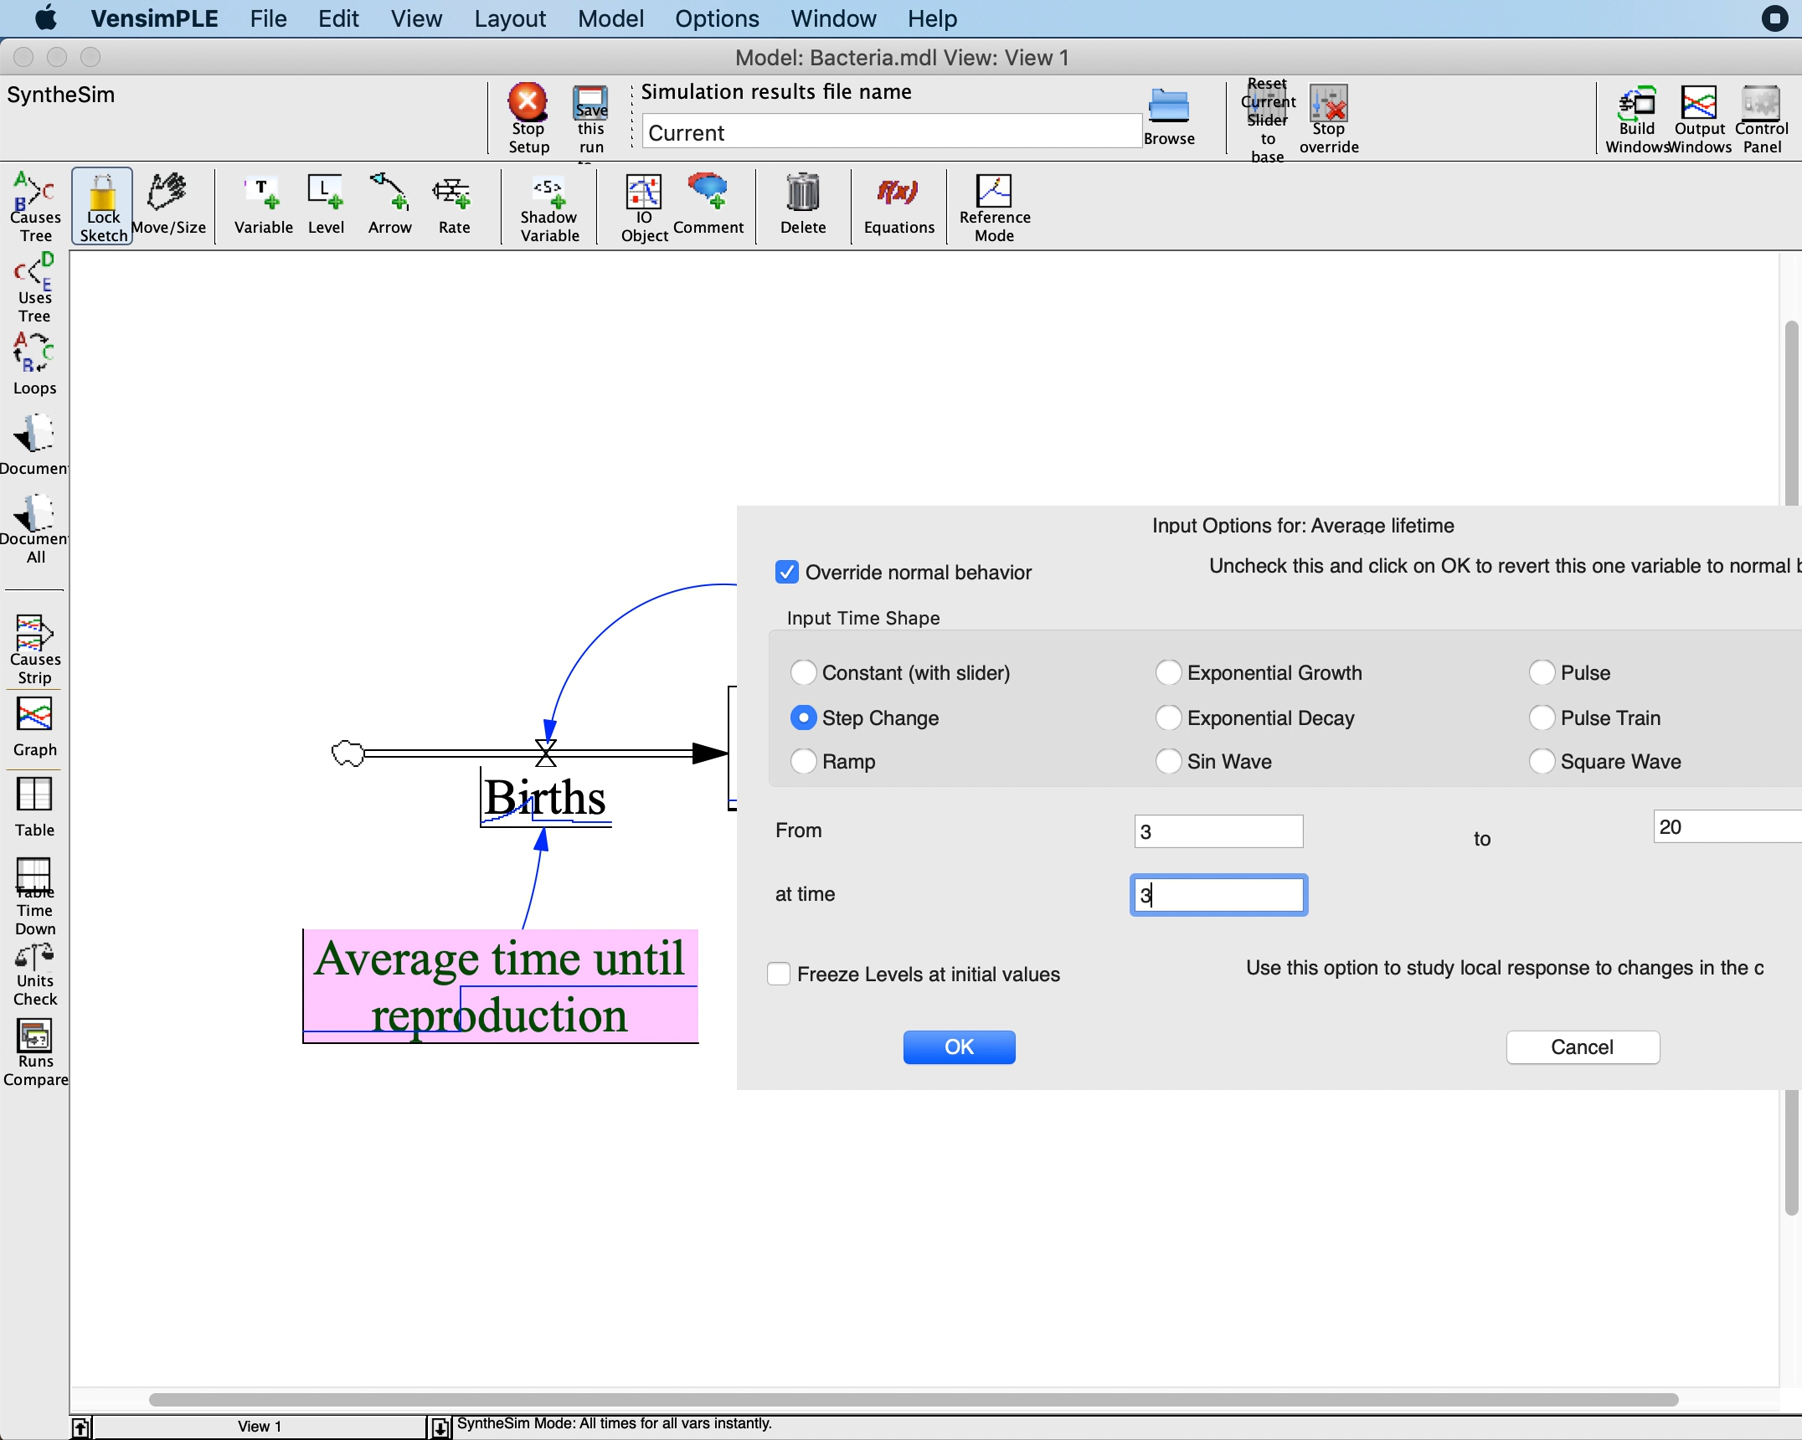 VensimPLE File Edit View Layout Model Options Window Help
Model: Bacteria.mdl View: View 1
SyntheSim
Stop
Setup
Save
this
run
Simulation results file name
Current
Browse
Reset
Current
Slider
to
base
Stop
override
Build
Windows
Output
Windows
Control
Panel
Causes
Tree
Lock
Sketch
Move/Size
Variable
Level
Arrow
Rate
Shadow
Variable
IO
Object
Comment
Delete
Equations
Reference
Mode
Uses
Tree
Loops
Documen
Documen
All
Causes
Strip
Graph
Table
Table
Time
Down
Units
Check
Runs
Compare
Births
Average time until
reproduction
Input Options for: Average lifetime
Override normal behavior
Uncheck this and click on OK to revert this one variable to normal b
Input Time Shape
Constant (with slider) Exponential Growth Pulse
Step Change Exponential Decay Pulse Train
Ramp Sin Wave Square Wave
From 3 to 20
at time 3
Freeze Levels at initial values
Use this option to study local response to changes in the c
OK Cancel
View 1
SyntheSim Mode: All times for all vars instantly.